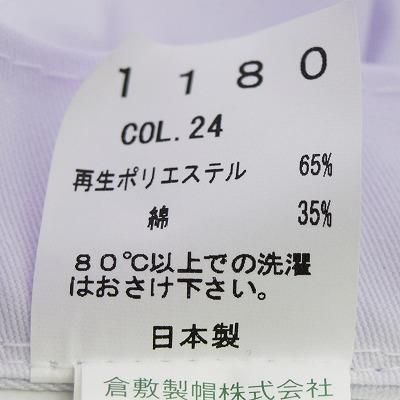 1180
COL.24
再生ポリエステル 65%
綿 35%
80℃以上での洗濯
はおさけ下さい。
日本製
倉敷製帽株式会社